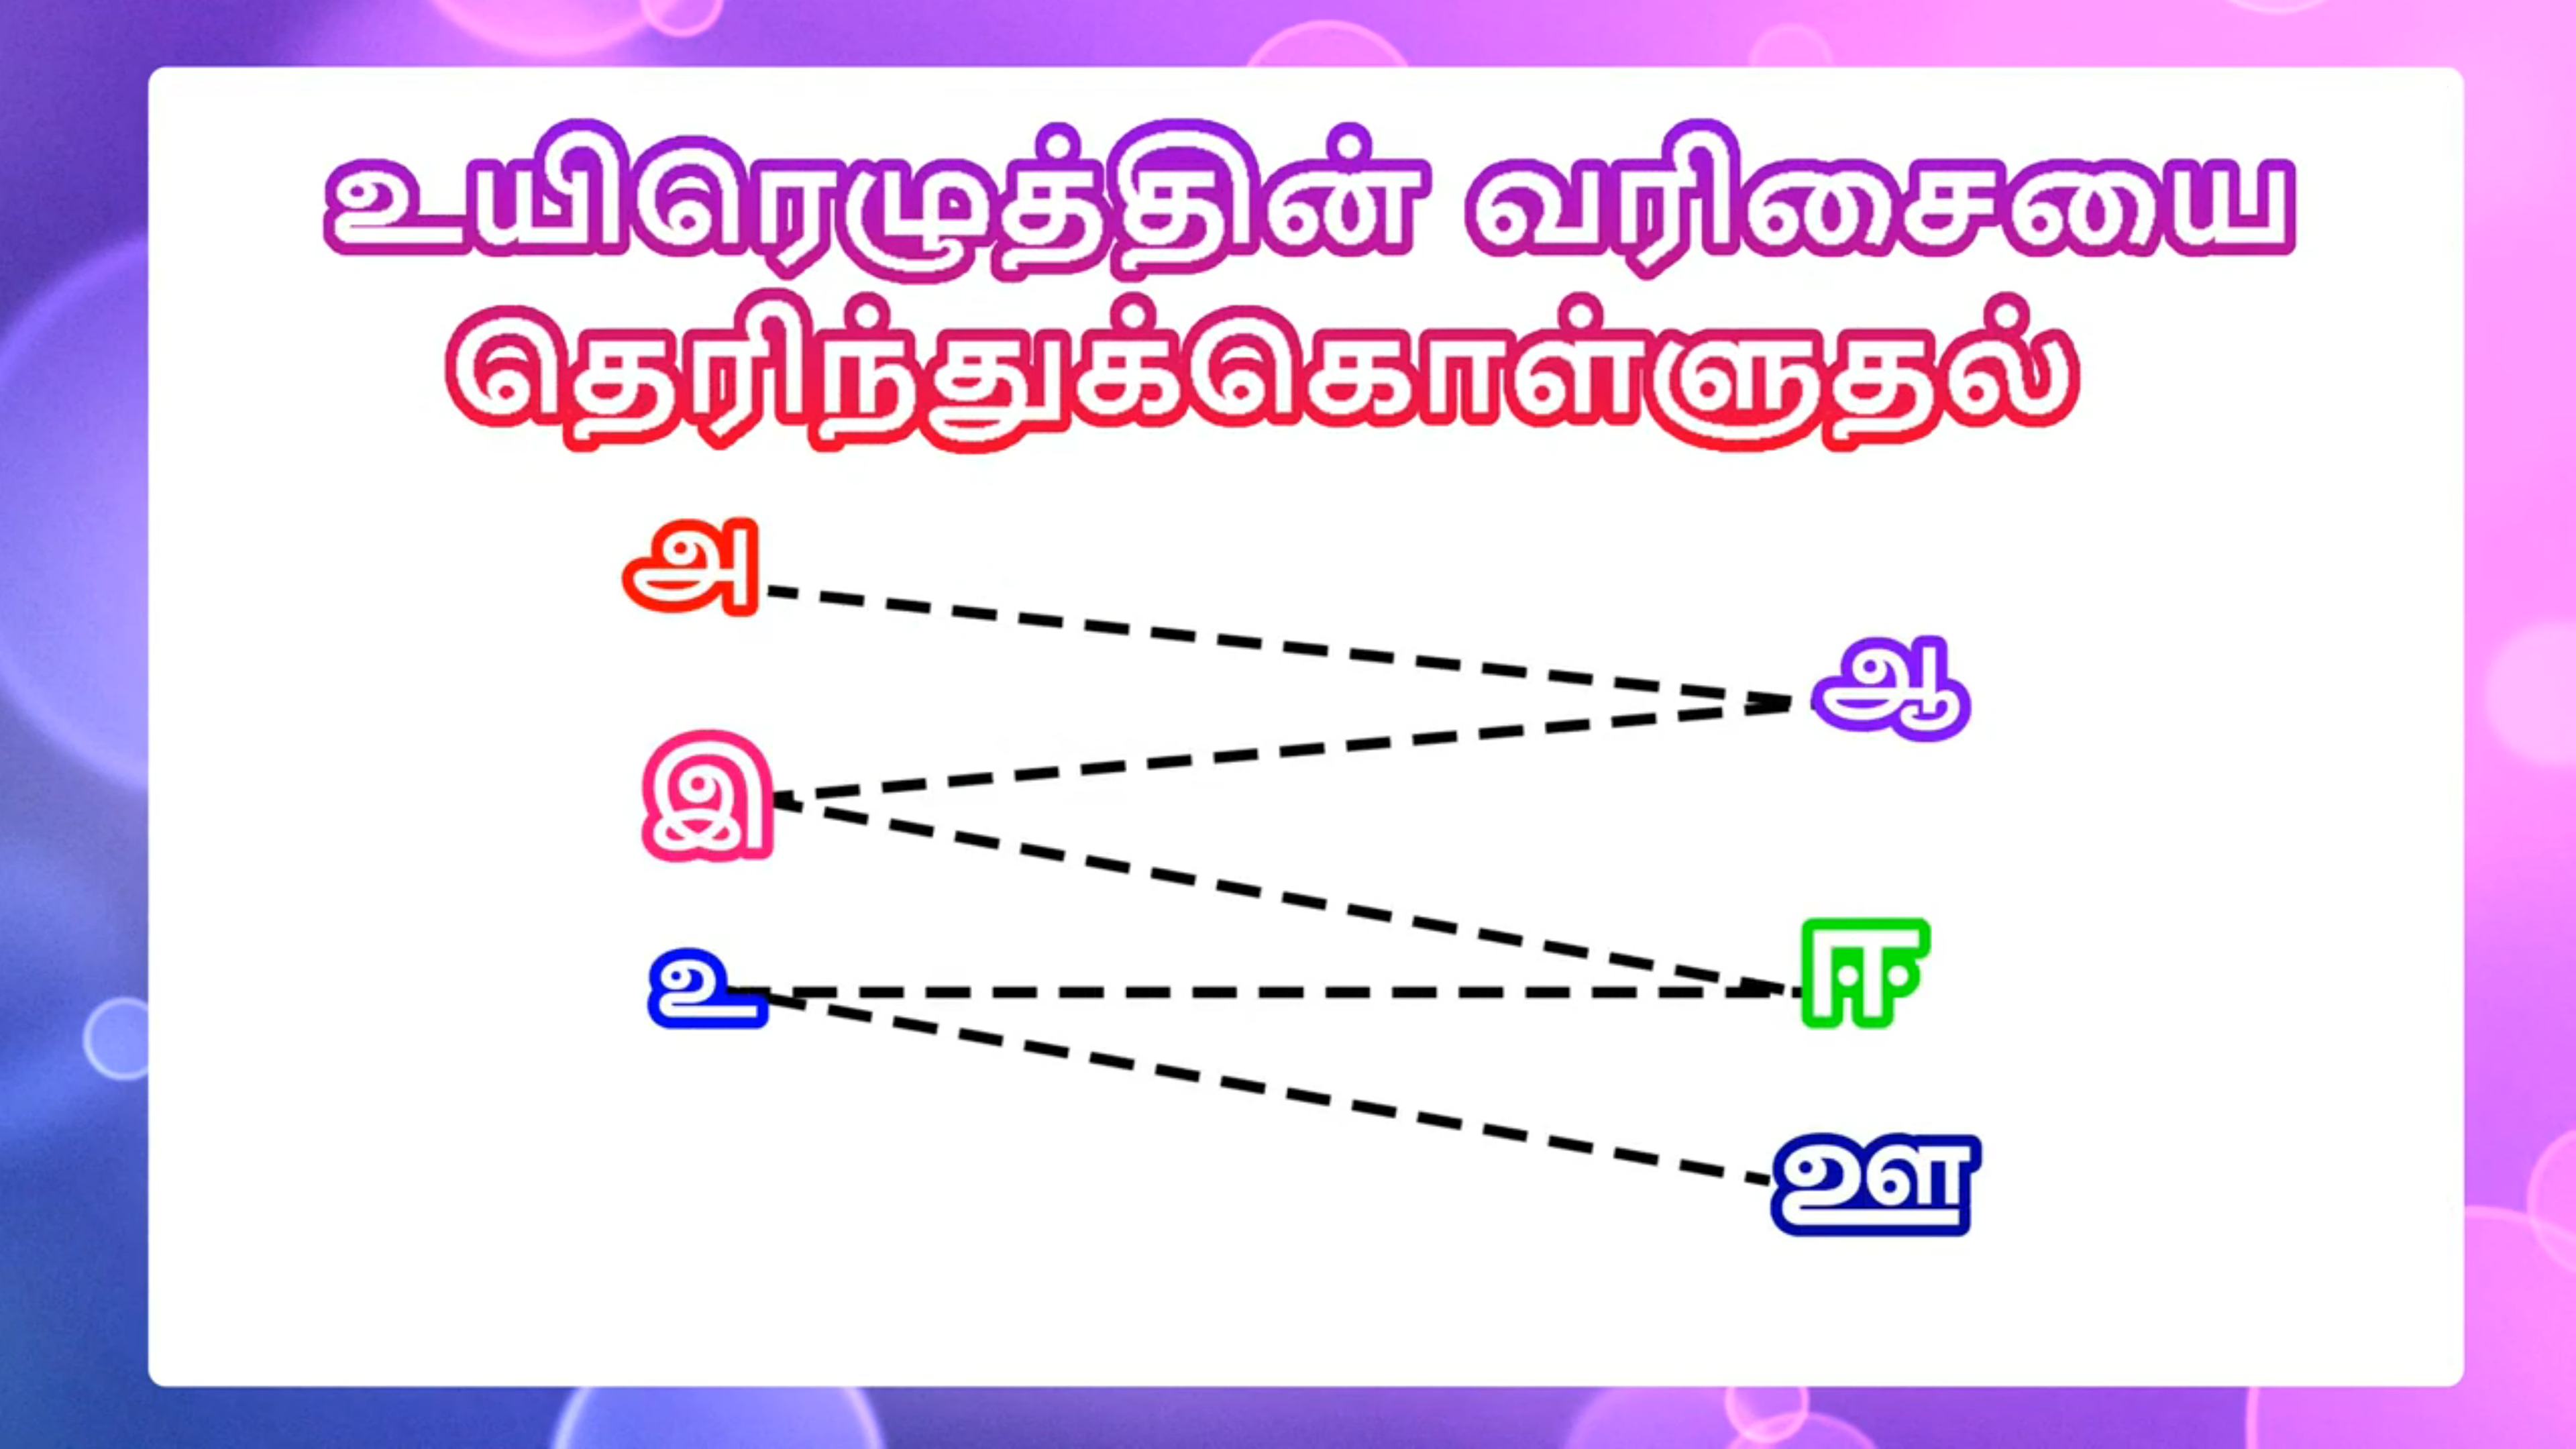 உயிரெழுத்தின் வரிசையை
தெரிந்துக்கொள்ளுதல்
அ
ஆ
இ
ஈ
உ
ஊ